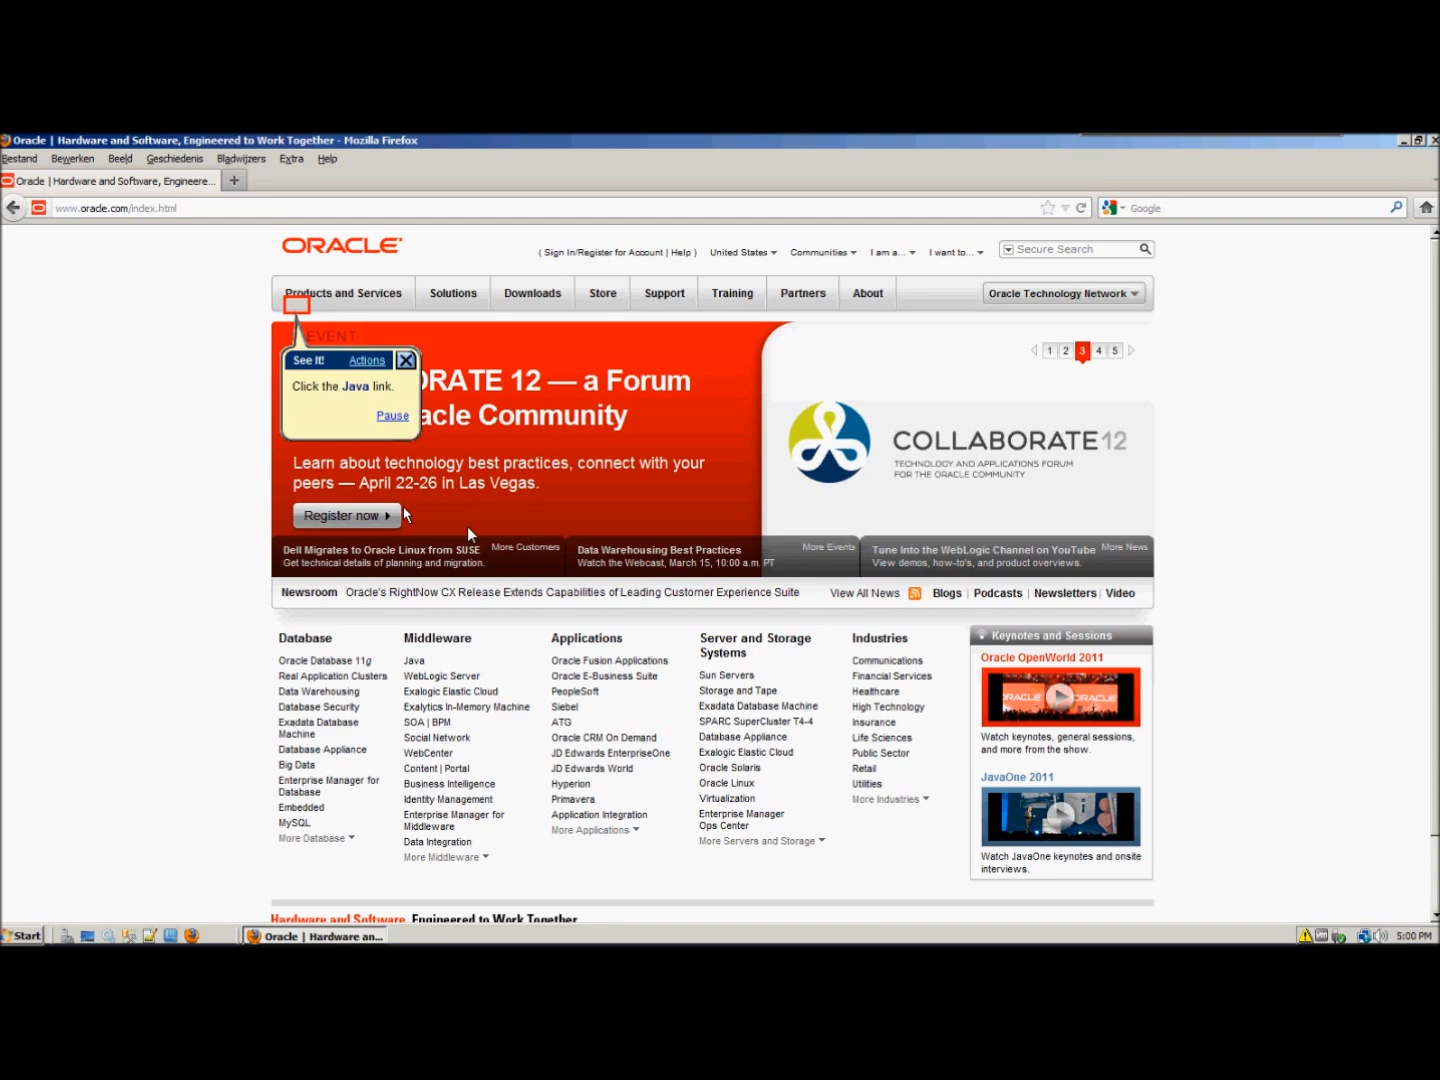 Oracle | Hardware and Software, Engineered to Work Together - Mozilla Firefox
Bestand Bewerken Beeld Geschiedenis Bladwijzers Extra Help
Oracle | Hardware and Software, Engineere... +
www.oracle.com/index.html Google
ORACLE
( Sign In/Register for Account | Help ) United States Communities I am a... I want to... Secure Search
Products and Services Solutions Downloads Store Support Training Partners About Oracle Technology Network
EVENT
1 2 3 4 5
See It! Actions
Click the Java link.
Pause
RATE 12 — a Forum
acle Community
Learn about technology best practices, connect with your
peers — April 22-26 in Las Vegas.
Register now
COLLABORATE12
TECHNOLOGY AND APPLICATIONS FORUM
FOR THE ORACLE COMMUNITY
Dell Migrates to Oracle Linux from SUSE More Customers
Get technical details of planning and migration.
Data Warehousing Best Practices More Events
Watch the Webcast, March 15, 10:00 a.m. PT
Tune Into the WebLogic Channel on YouTube More News
View demos, how-to's, and product overviews.
Newsroom Oracle's RightNow CX Release Extends Capabilities of Leading Customer Experience Suite View All News Blogs | Podcasts | Newsletters | Video
Database
Oracle Database 11g
Real Application Clusters
Data Warehousing
Database Security
Exadata Database
Machine
Database Appliance
Big Data
Enterprise Manager for
Database
Embedded
MySQL
More Database
Middleware
Java
WebLogic Server
Exalogic Elastic Cloud
Exalytics In-Memory Machine
SOA | BPM
Social Network
WebCenter
Content | Portal
Business Intelligence
Identity Management
Enterprise Manager for
Middleware
Data Integration
More Middleware
Applications
Oracle Fusion Applications
Oracle E-Business Suite
PeopleSoft
Siebel
ATG
Oracle CRM On Demand
JD Edwards EnterpriseOne
JD Edwards World
Hyperion
Primavera
Application Integration
More Applications
Server and Storage
Systems
Sun Servers
Storage and Tape
Exadata Database Machine
SPARC SuperCluster T4-4
Database Appliance
Exalogic Elastic Cloud
Oracle Solaris
Oracle Linux
Virtualization
Enterprise Manager
Ops Center
More Servers and Storage
Industries
Communications
Financial Services
Healthcare
High Technology
Insurance
Life Sciences
Public Sector
Retail
Utilities
More Industries
Keynotes and Sessions
Oracle OpenWorld 2011
ORACLE ORACLE
Watch keynotes, general sessions,
and more from the show.
JavaOne 2011
Watch JavaOne keynotes and onsite
interviews.
Hardware and Software. Engineered to Work Together
Start Oracle | Hardware an... 5:00 PM